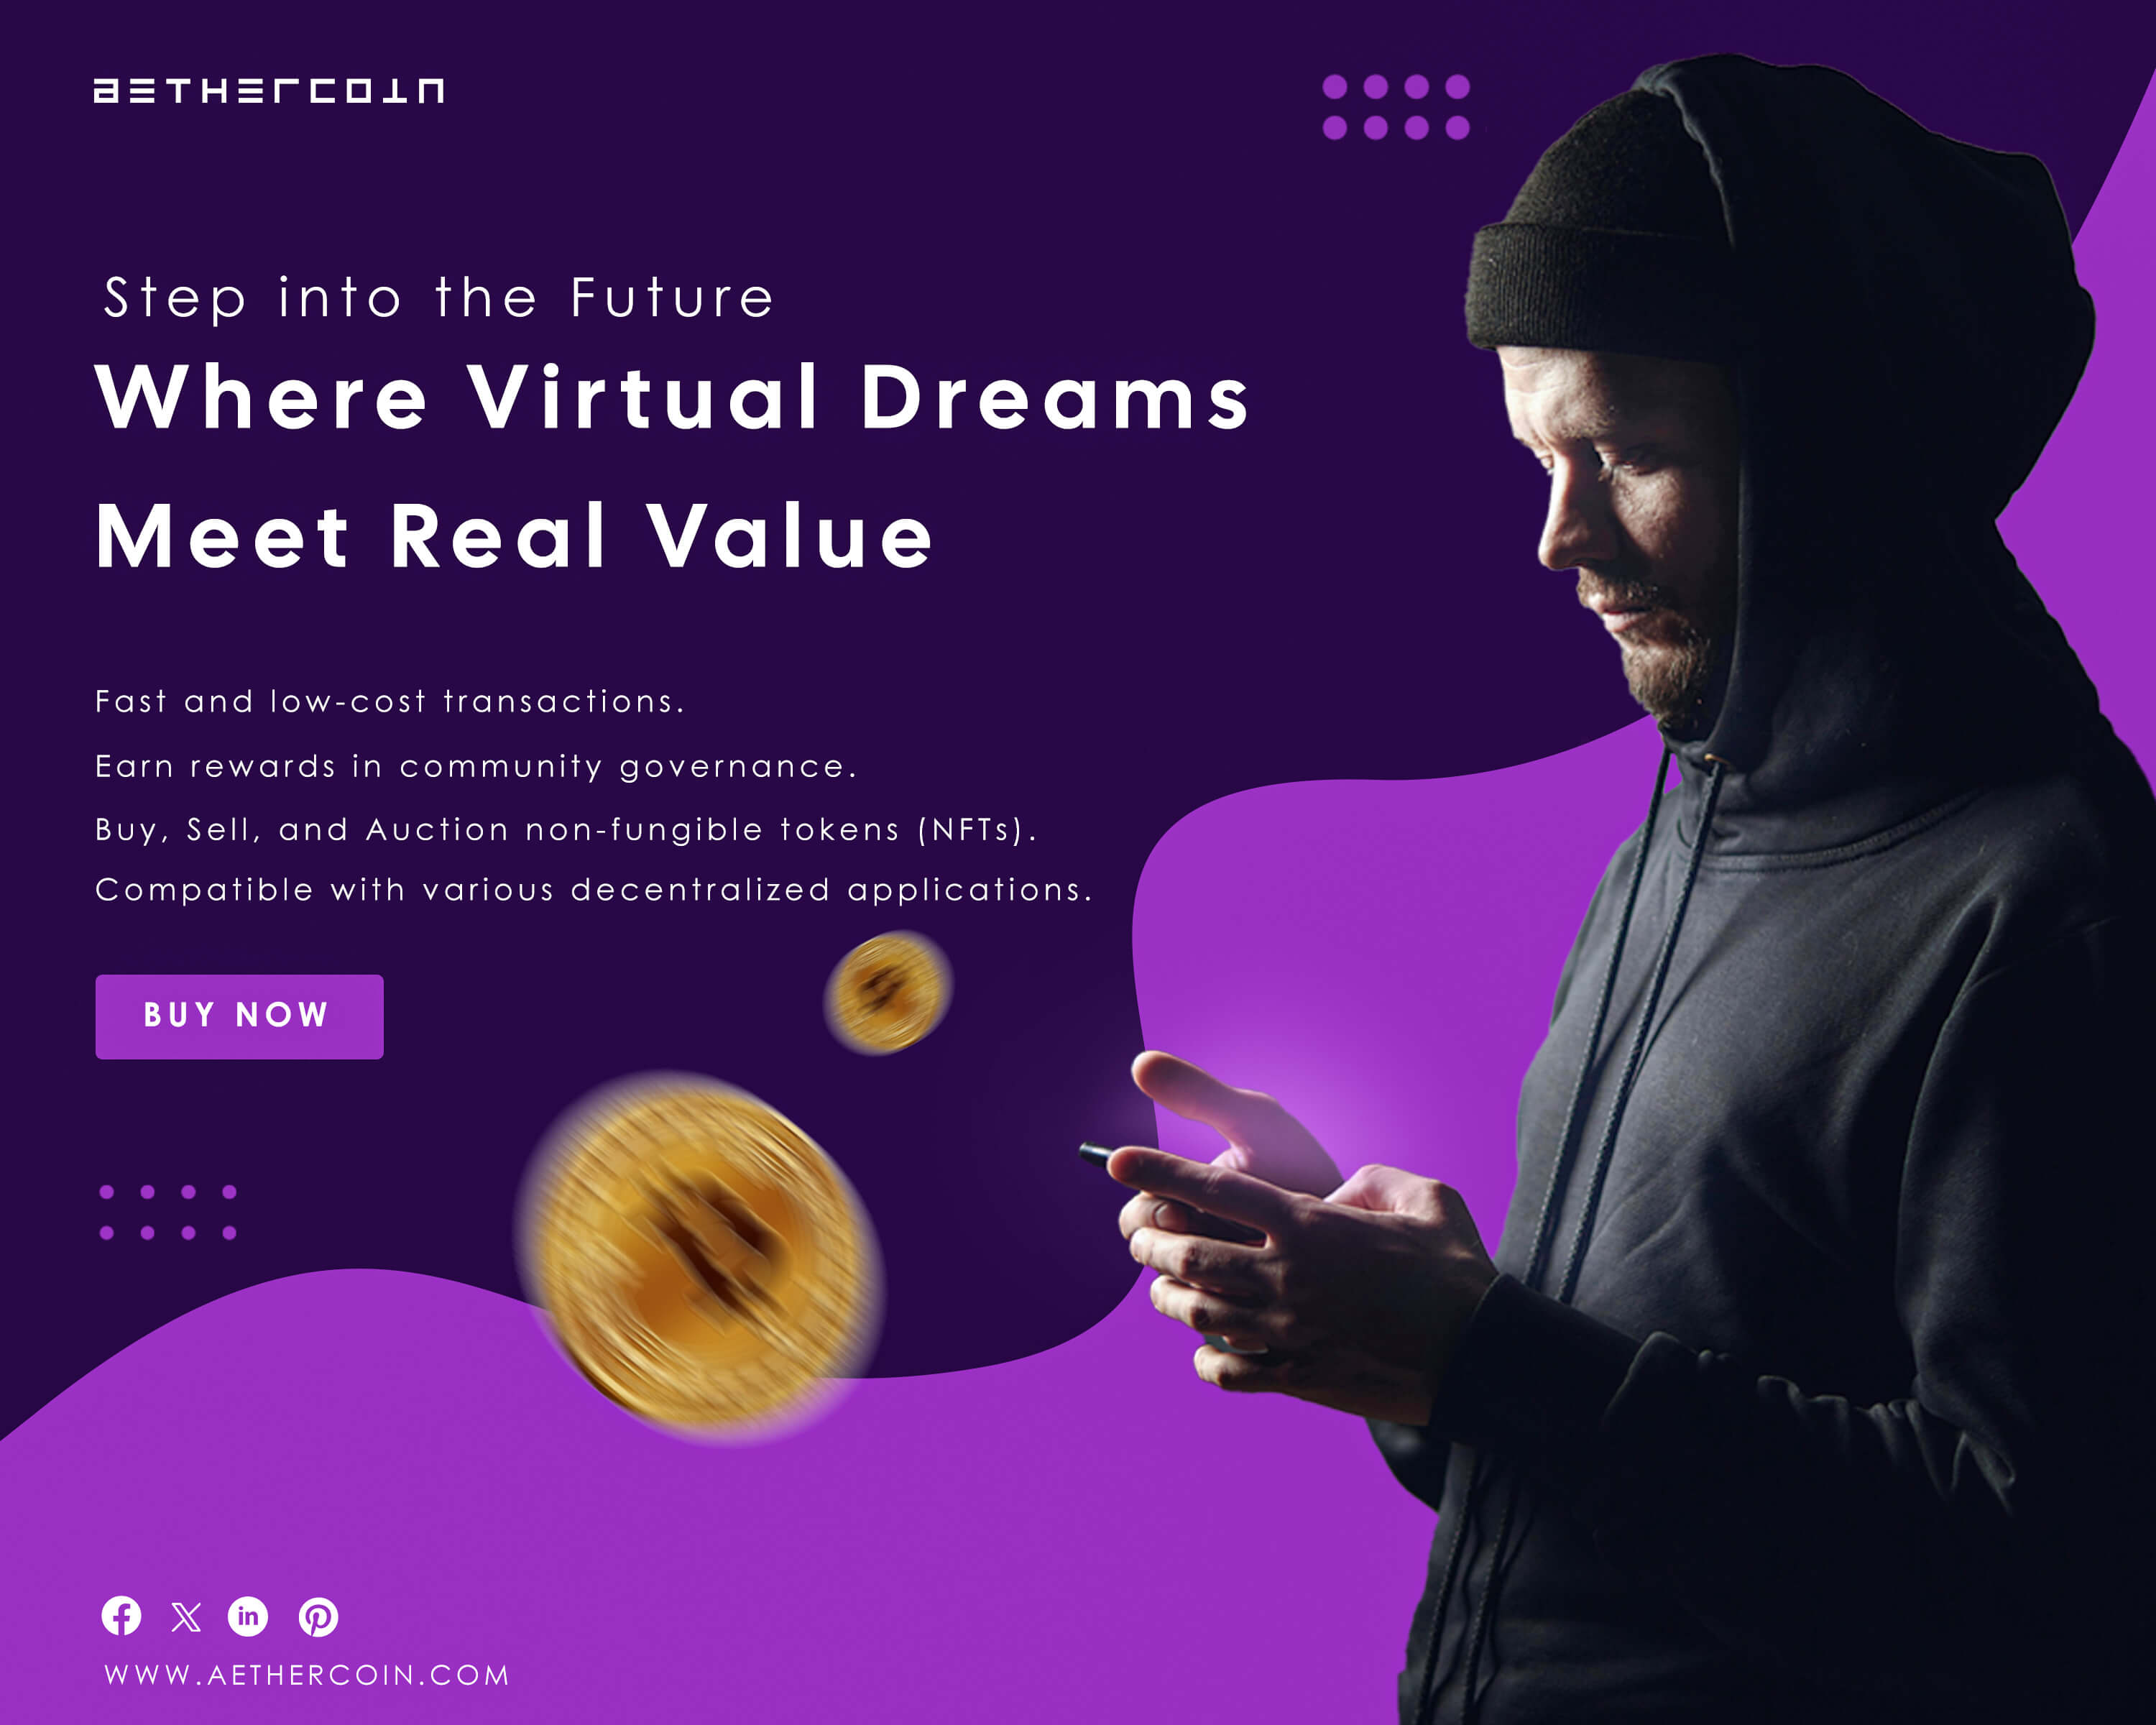 AETHERCOIN
Step into the Future
Where Virtual Dreams
Meet Real Value
Fast and low-cost transactions.
Earn rewards in community governance.
Buy, Sell, and Auction non-fungible tokens (NFTs).
Compatible with various decentralized applications.
BUY NOW
WWW.AETHERCOIN.COM